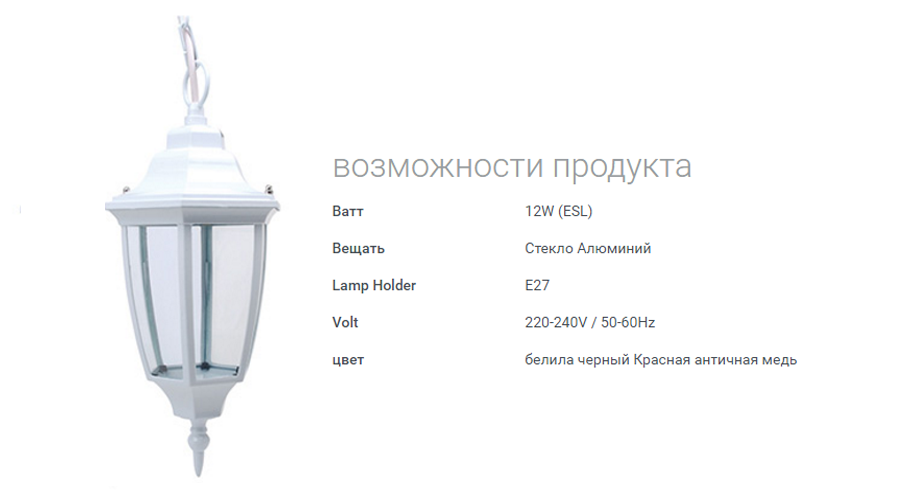 возможности продукта
Ватт 12W (ESL)
Вещать Стекло Алюминий
Lamp Holder E27
Volt 220-240V / 50-60Hz
цвет белила черный Красная античная медь